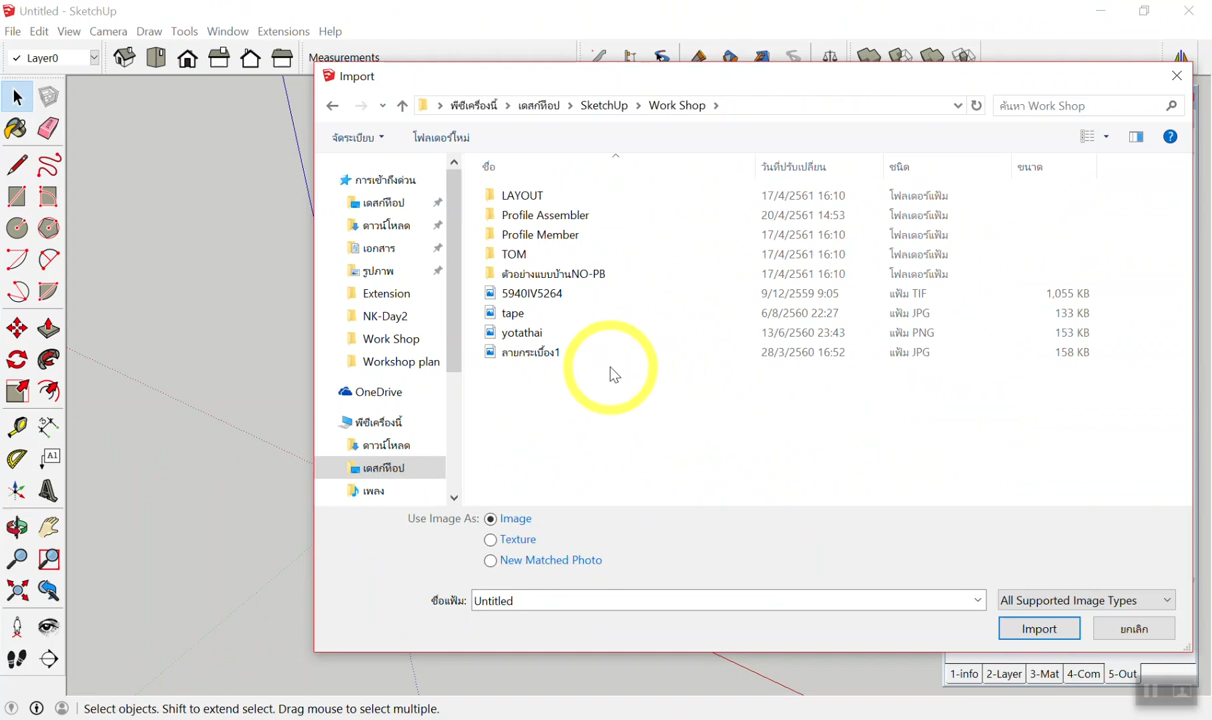 Untitled - SketchUp
File Edit View Camera Draw Tools Window Extensions Help
Layer0
Measurements
Import
พีซีเครื่องนี้ > เดสก์ท็อป > SketchUp > Work Shop >
ค้นหา Work Shop
จัดระเบียบ
โฟลเดอร์ใหม่
ชื่อ วันที่ปรับเปลี่ยน ชนิด ขนาด
การเข้าถึงด่วน
เดสก์ท็อป
ดาวน์โหลด
เอกสาร
รูปภาพ
Extension
NK-Day2
Work Shop
Workshop plan
OneDrive
พีซีเครื่องนี้
ดาวน์โหลด
เดสก์ท็อป
เพลง
LAYOUT 17/4/2561 16:10 โฟลเดอร์แฟ้ม
Profile Assembler 20/4/2561 14:53 โฟลเดอร์แฟ้ม
Profile Member 17/4/2561 16:10 โฟลเดอร์แฟ้ม
TOM 17/4/2561 16:10 โฟลเดอร์แฟ้ม
ตัวอย่างแบบบ้านNO-PB 17/4/2561 16:10 โฟลเดอร์แฟ้ม
5940IV5264 9/12/2559 9:05 แฟ้ม TIF 1,055 KB
tape 6/8/2560 22:27 แฟ้ม JPG 133 KB
yotathai 13/6/2560 23:43 แฟ้ม PNG 153 KB
ลายกระเบื้อง1 28/3/2560 16:52 แฟ้ม JPG 158 KB
Use Image As: Image
Texture
New Matched Photo
ชื่อแฟ้ม: Untitled
All Supported Image Types
Import
ยกเลิก
A1
1-info 2-Layer 3-Mat 4-Com 5-Out
Select objects. Shift to extend select. Drag mouse to select multiple.